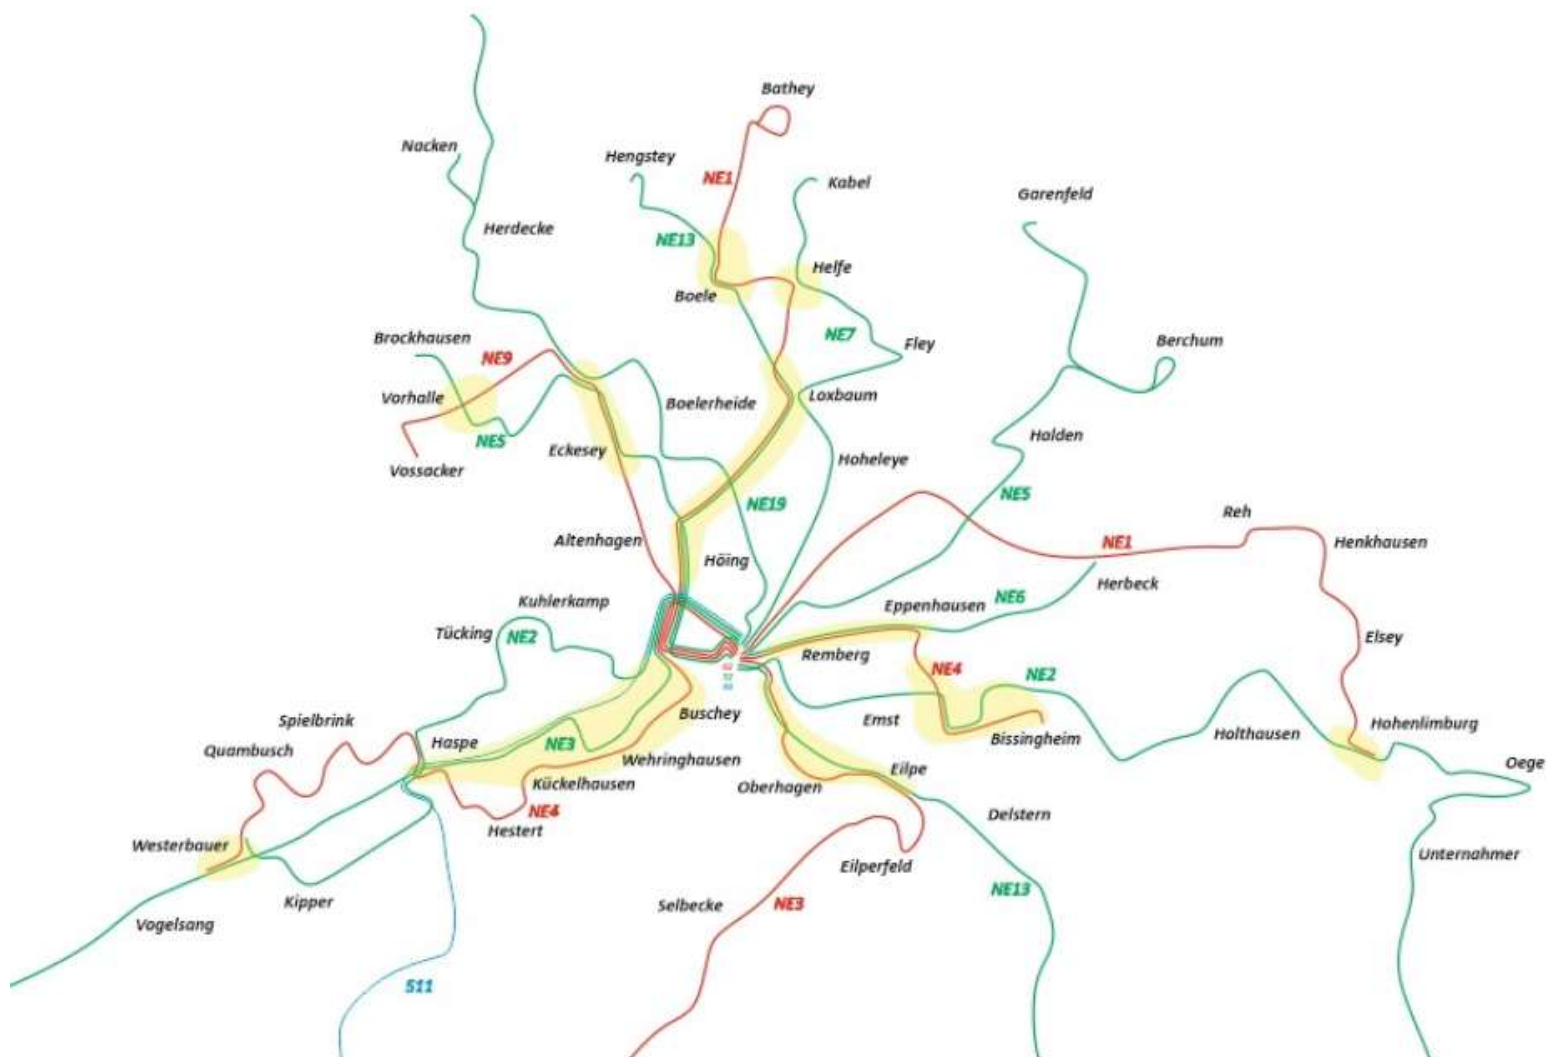 Bathey
Nacken
Hengstey
NE1
Kabel
Garenfeld
Herdecke
NE13
Helfe
Boele
Brockhausen
NE7
Fley
Berchum
NE9
Vorhalle
Boelerheide
Loxbaum
NE5
Eckesey
Holden
Vossacker
Hoheleye
NE5
NE19
Reh
Altenhagen
NE1
Henkhausen
Höing
Herbeck
Kuhlerkamp
Eppenhausen
NE6
Tücking
NE2
Elsey
Remberg
NE4
NE2
Spielbrink
Buschey
Emst
Hohenlimburg
Quambusch
Haspe
NE3
Bissingheim
Holthausen
Wehringhausen
Oege
Kückelhausen
Oberhagen
Eilpe
NE4
Hestert
Delstern
Westerbauer
Unternahmer
Eilperfeld
Kipper
NE13
Selbecke
NE3
Vogelsang
511